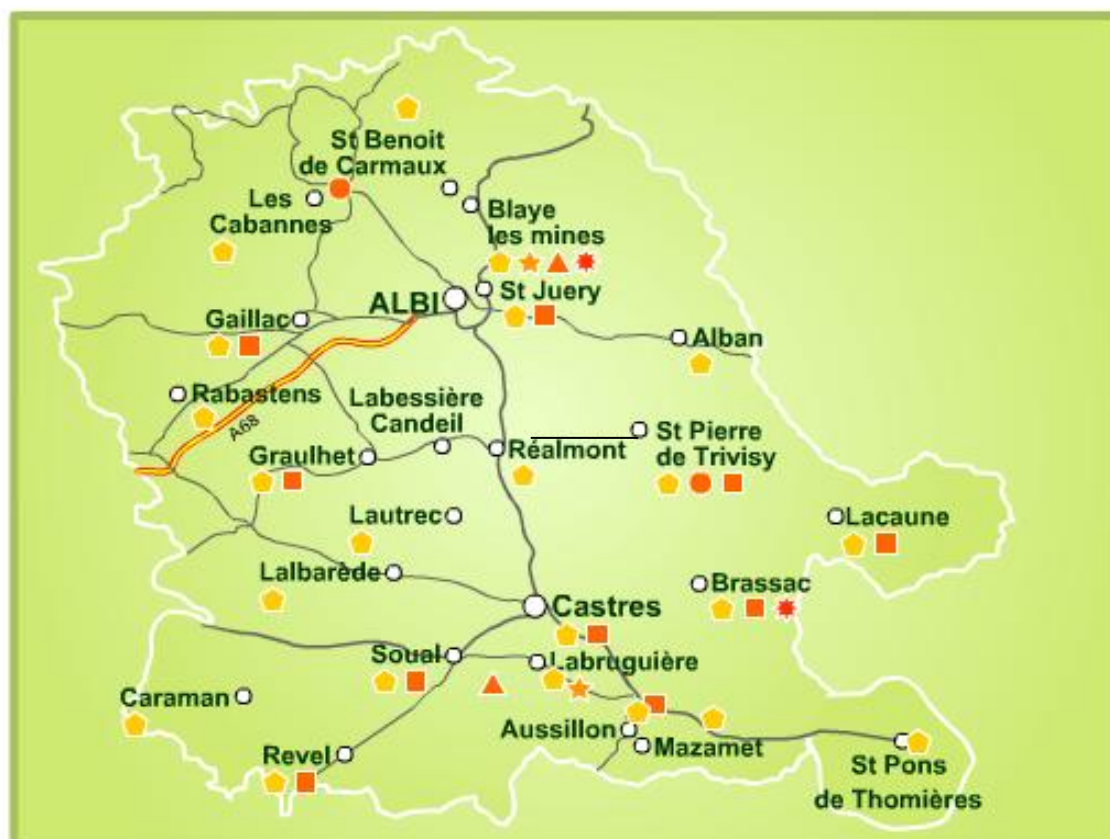 St Benoit
de Carmaux
Les
Cabannes
Blaye
les mines
ALBI
St Juery
Gaillac
Alban
Rabastens
A68
Labessière
Candeil
Graulhet
Réalmont
St Pierre
de Trivisy
Lautrec
Lacaune
Lalbarède
Brassac
Castres
Soual
Labruguière
Caraman
Aussillon
Mazamet
Revel
St Pons
de Thomières